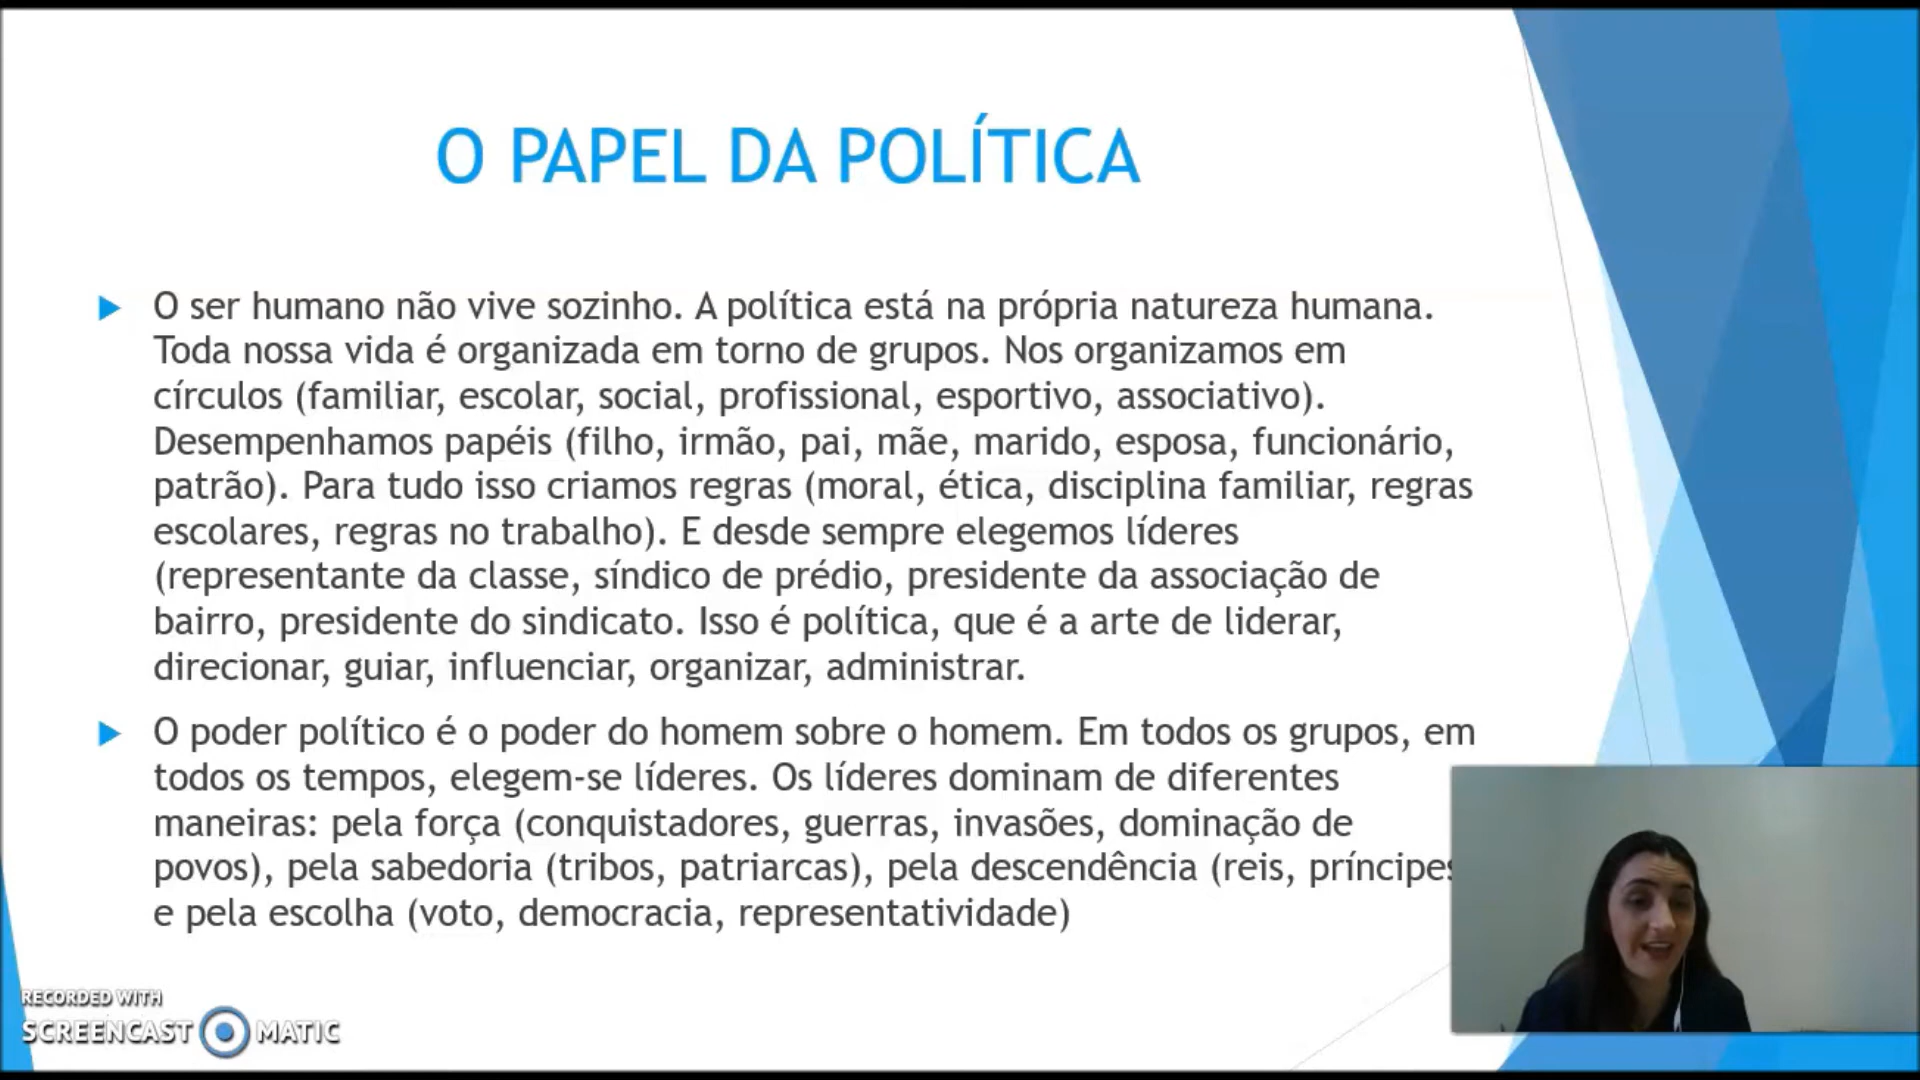 O PAPEL DA POLÍTICA
O ser humano não vive sozinho. A política está na própria natureza humana.
Toda nossa vida é organizada em torno de grupos. Nos organizamos em
círculos (familiar, escolar, social, profissional, esportivo, associativo).
Desempenhamos papéis (filho, irmão, pai, mãe, marido, esposa, funcionário,
patrão). Para tudo isso criamos regras (moral, ética, disciplina familiar, regras
escolares, regras no trabalho). E desde sempre elegemos líderes
(representante da classe, síndico de prédio, presidente da associação de
bairro, presidente do sindicato. Isso é política, que é a arte de liderar,
direcionar, guiar, influenciar, organizar, administrar.
O poder político é o poder do homem sobre o homem. Em todos os grupos, em
todos os tempos, elegem-se líderes. Os líderes dominam de diferentes
maneiras: pela força (conquistadores, guerras, invasões, dominação de
povos), pela sabedoria (tribos, patriarcas), pela descendência (reis, príncipes
e pela escolha (voto, democracia, representatividade)
RECORDED WITH
SCREENCAST MATIC